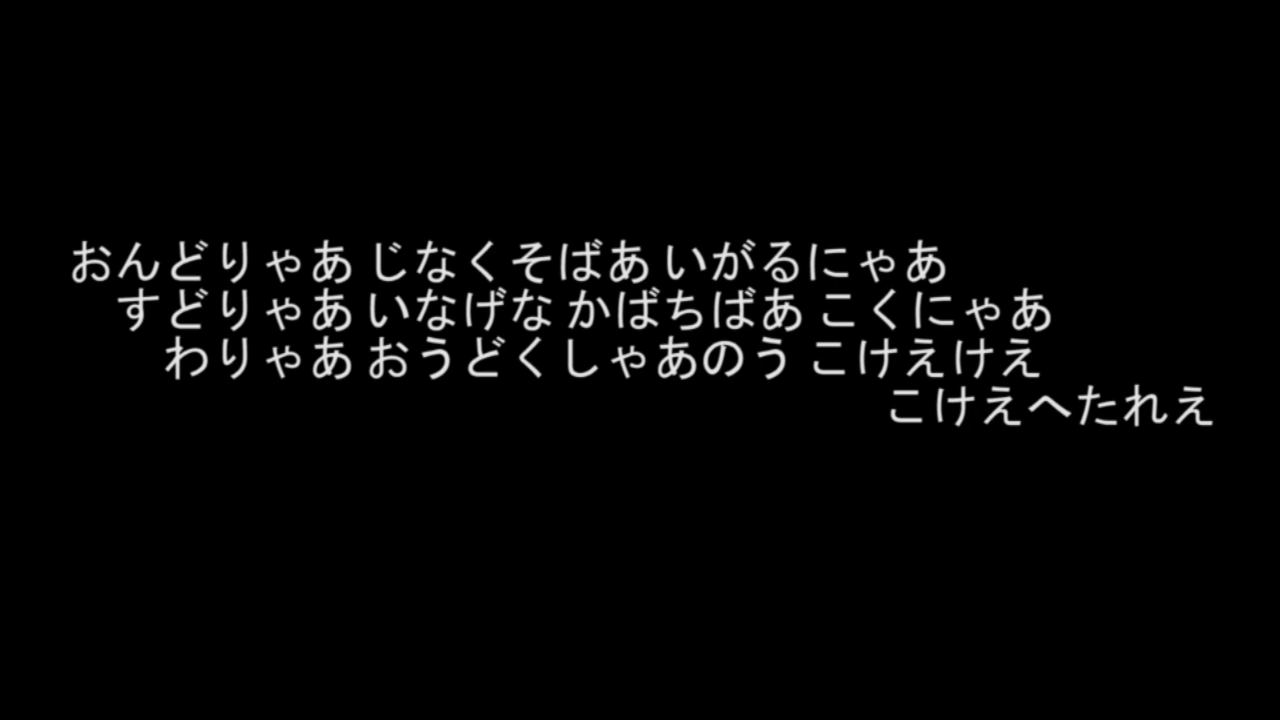 おんどりゃあ じなくそばあ いがるにゃあ
すどりゃあ いなげな かばちばあ こくにゃあ
わりゃあ おうどくしゃあのう こけえけえ
こけえへたれえ